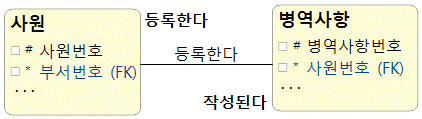 사원
# 사원번호
* 부서번호 (FK)
...
등록한다
등록한다
작성된다
병역사항
# 병역사항번호
* 사원번호 (FK)
...